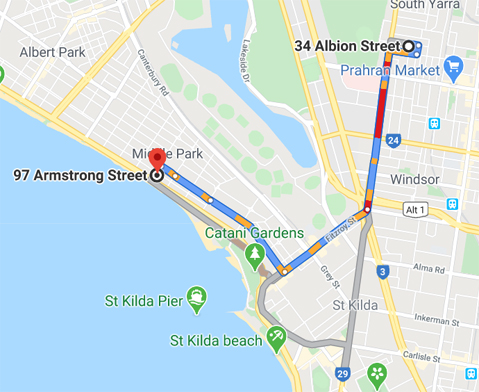 South Yarra
34 Albion Street
Albert Park
Canterbury Rd
Lakeside Dr
Prahran Market
24
Middle Park
97 Armstrong Street
Windsor
Alt 1
Fitzroy St
Catani Gardens
Grey St
3
Alma Rd
St Kilda Pier
St Kilda
Inkerman St
St Kilda beach
Carlisle St
29